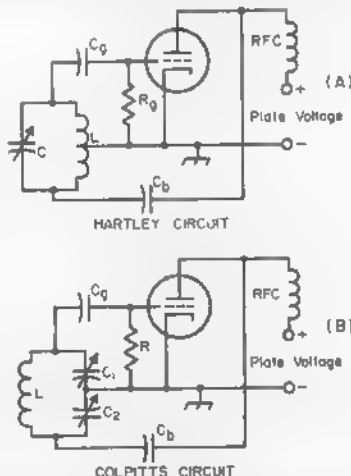 Cg
RFC
(A)
Rg
+
C
L
Plate Voltage
-
Cb
HARTLEY CIRCUIT
Cg
RFC
(B)
R
+
L
C1
Plate Voltage
C2
-
Cb
COLPITTS CIRCUIT